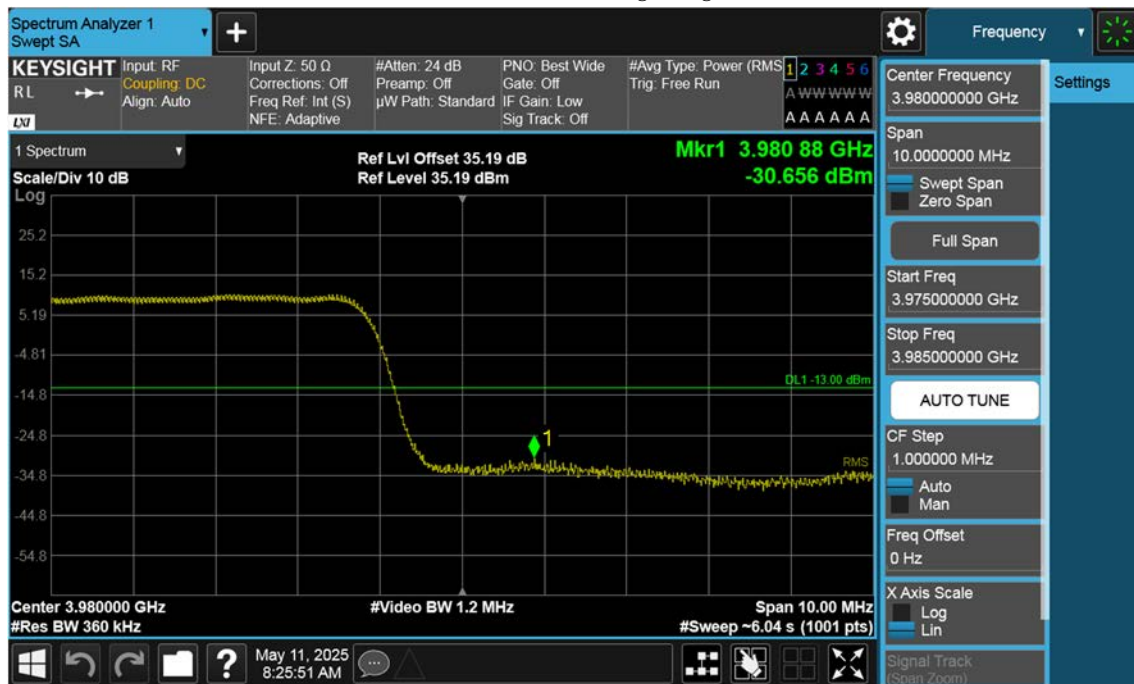 Spectrum Analyzer 1
Swept SA
+
Frequency
KEYSIGHT
RL
LXI
Input: RF
Coupling: DC
Align: Auto
Input Z: 50 Ω
Corrections: Off
Freq Ref: Int (S)
NFE: Adaptive
#Atten: 24 dB
Preamp: Off
µW Path: Standard
PNO: Best Wide
Gate: Off
IF Gain: Low
Sig Track: Off
#Avg Type: Power (RMS
Trig: Free Run
1 2 3 4 5 6
A W W W W W
A A A A A A
1 Spectrum
Scale/Div 10 dB
Ref Lvl Offset 35.19 dB
Ref Level 35.19 dBm
Mkr1 3.980 88 GHz
-30.656 dBm
Log
25.2
15.2
5.19
-4.81
-14.8
-24.8
-34.8
-44.8
-54.8
DL1 -13.00 dBm
1
RMS
Center 3.980000 GHz
#Res BW 360 kHz
#Video BW 1.2 MHz
Span 10.00 MHz
#Sweep ~6.04 s (1001 pts)
Center Frequency
3.980000000 GHz
Settings
Span
10.0000000 MHz
Swept Span
Zero Span
Full Span
Start Freq
3.975000000 GHz
Stop Freq
3.985000000 GHz
AUTO TUNE
CF Step
1.000000 MHz
Auto
Man
Freq Offset
0 Hz
X Axis Scale
Log
Lin
Signal Track
(Span Zoom)
?
May 11, 2025
8:25:51 AM